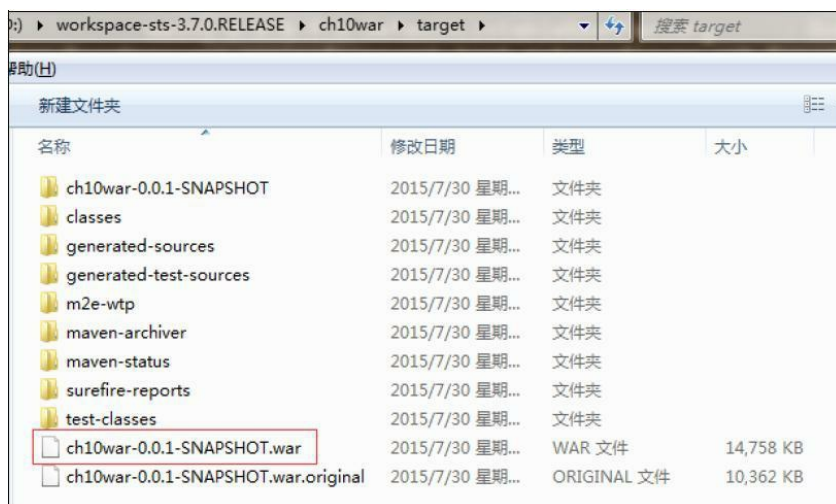 :) ▸ workspace-sts-3.7.0.RELEASE ▸ ch10war ▸ target ▸ 搜索 target
帮助(H)
新建文件夹
名称 修改日期 类型 大小
ch10war-0.0.1-SNAPSHOT 2015/7/30 星期... 文件夹
classes 2015/7/30 星期... 文件夹
generated-sources 2015/7/30 星期... 文件夹
generated-test-sources 2015/7/30 星期... 文件夹
m2e-wtp 2015/7/30 星期... 文件夹
maven-archiver 2015/7/30 星期... 文件夹
maven-status 2015/7/30 星期... 文件夹
surefire-reports 2015/7/30 星期... 文件夹
test-classes 2015/7/30 星期... 文件夹
ch10war-0.0.1-SNAPSHOT.war 2015/7/30 星期... WAR 文件 14,758 KB
ch10war-0.0.1-SNAPSHOT.war.original 2015/7/30 星期... ORIGINAL 文件 10,362 KB